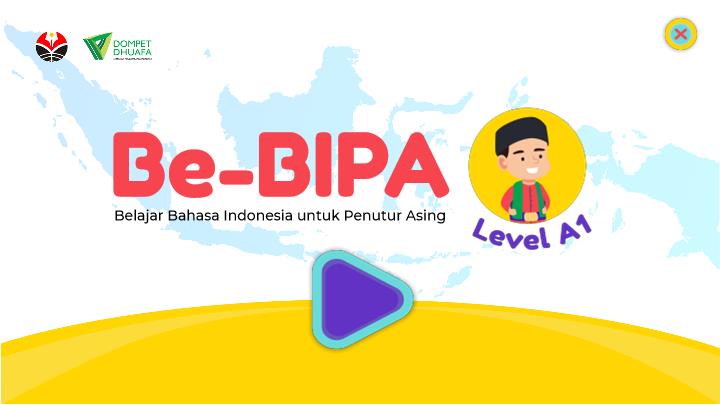 DOMPET
DHUAFA
Be-BIPA
Belajar Bahasa Indonesia untuk Penutur Asing
Level A1